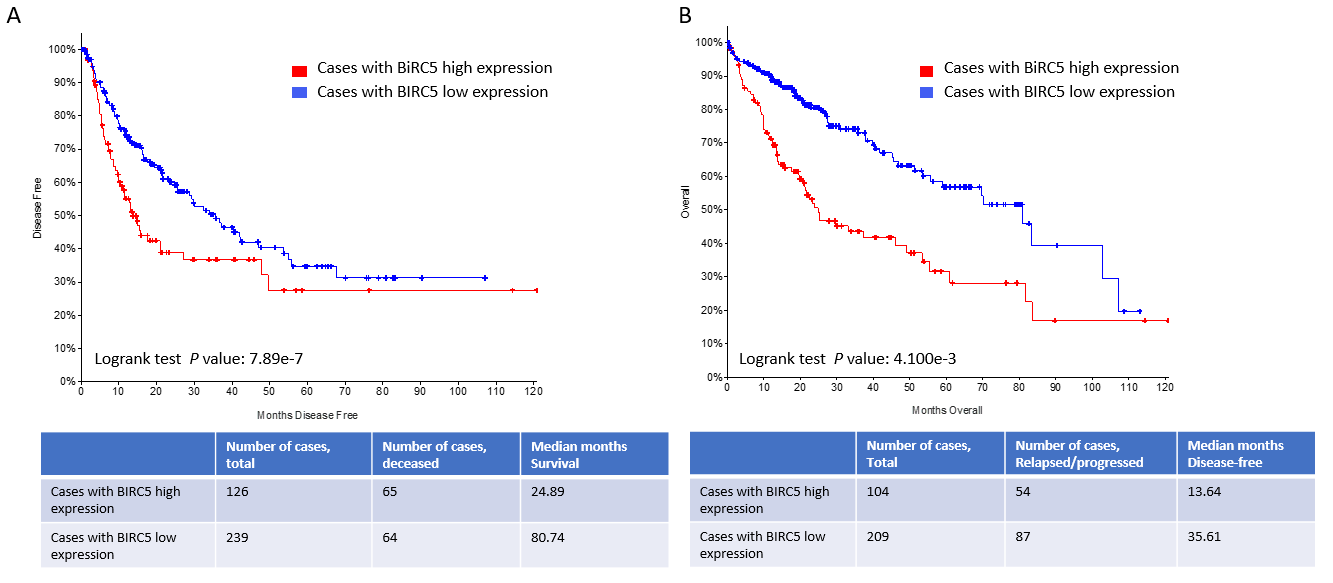 A
100%
90%
80%
70%
60%
50%
40%
30%
20%
10%
0%
Disease Free
Cases with BiRC5 high expression
Cases with BIRC5 low expression
Logrank test P value: 7.89e-7
0 10 20 30 40 50 60 70 80 90 100 110 120
Months Disease Free
Number of cases,
total
Number of cases,
deceased
Median months
Survival
Cases with BIRC5 high
expression
126
65
24.89
Cases with BIRC5 low
expression
239
64
80.74
B
100%
90%
80%
70%
60%
50%
40%
30%
20%
10%
0%
Overall
Cases with BiRC5 high expression
Cases with BIRC5 low expression
Logrank test P value: 4.100e-3
0 10 20 30 40 50 60 70 80 90 100 110 120
Months Overall
Number of cases,
Total
Number of cases,
Relapsed/progressed
Median months
Disease-free
Cases with BIRC5 high
expression
104
54
13.64
Cases with BIRC5 low
expression
209
87
35.61